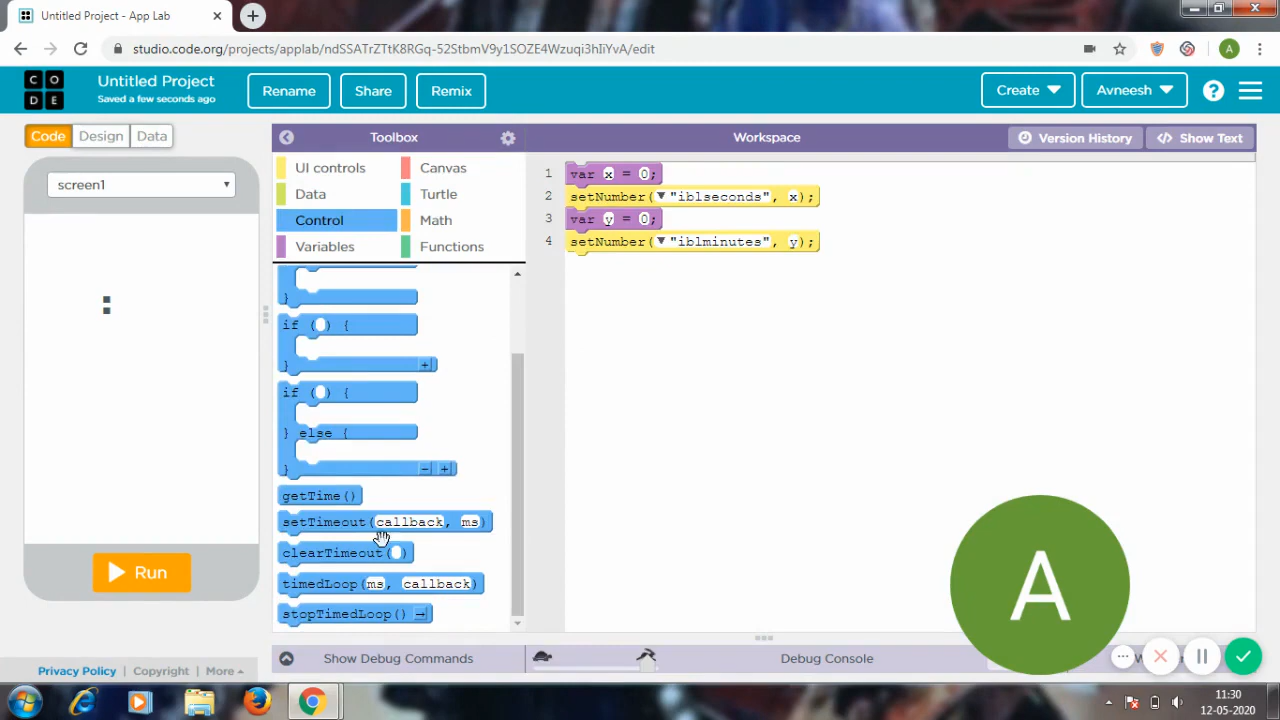 Untitled Project - App Lab
studio.code.org/projects/applab/ndSSATrZTtK8RGq-52StbmV9y1SOZE4Wzuqi3hIiYvA/edit
A
C O
D E
Untitled Project
Saved a few seconds ago
Rename
Share
Remix
Create
Avneesh
?
Code
Design
Data
Toolbox
Workspace
Version History
</> Show Text
screen1
:
Run
UI controls
Canvas
Data
Turtle
Control
Math
Variables
Functions
}
if ( ) {
} +
if ( ) {
} else {
} - +
getTime()
setTimeout(callback, ms)
clearTimeout( )
timedLoop(ms, callback)
stopTimedLoop()
1 var x = 0;
2 setNumber("iblseconds", x);
3 var y = 0;
4 setNumber("iblminutes", y);
A
Privacy Policy | Copyright | More
Show Debug Commands
Debug Console
11:30
12-05-2020